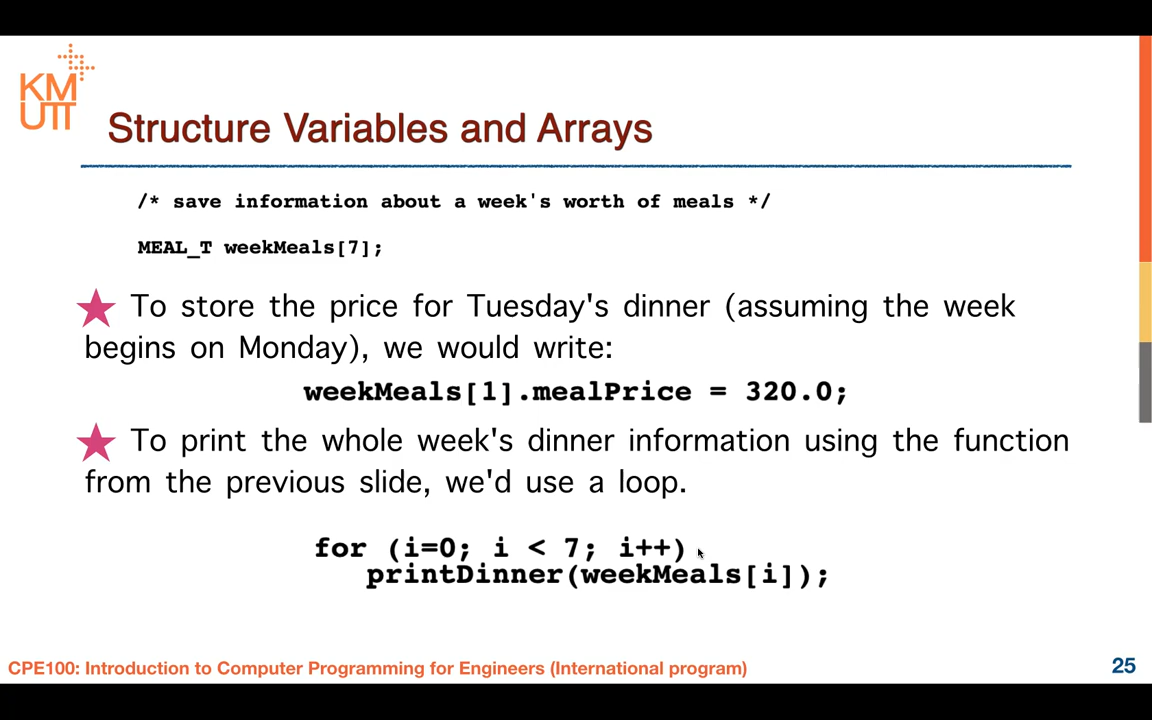 KM
UTT
Structure Variables and Arrays
/* save information about a week's worth of meals */
MEAL_T weekMeals[7];
To store the price for Tuesday's dinner (assuming the week
begins on Monday), we would write:
weekMeals[1].mealPrice = 320.0;
To print the whole week's dinner information using the function
from the previous slide, we'd use a loop.
for (i=0; i < 7; i++)
printDinner(weekMeals[i]);
CPE100: Introduction to Computer Programming for Engineers (International program)
25